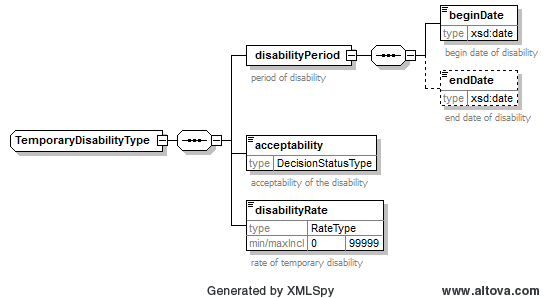 beginDate
type xsd:date
begin date of disability
disabilityPeriod
period of disability
endDate
type xsd:date
end date of disability
TemporaryDisabilityType
acceptability
type DecisionStatusType
acceptability of the disability
disabilityRate
type RateType
min/maxIncl 0 99999
rate of temporary disability
Generated by XMLSpy www.altova.com